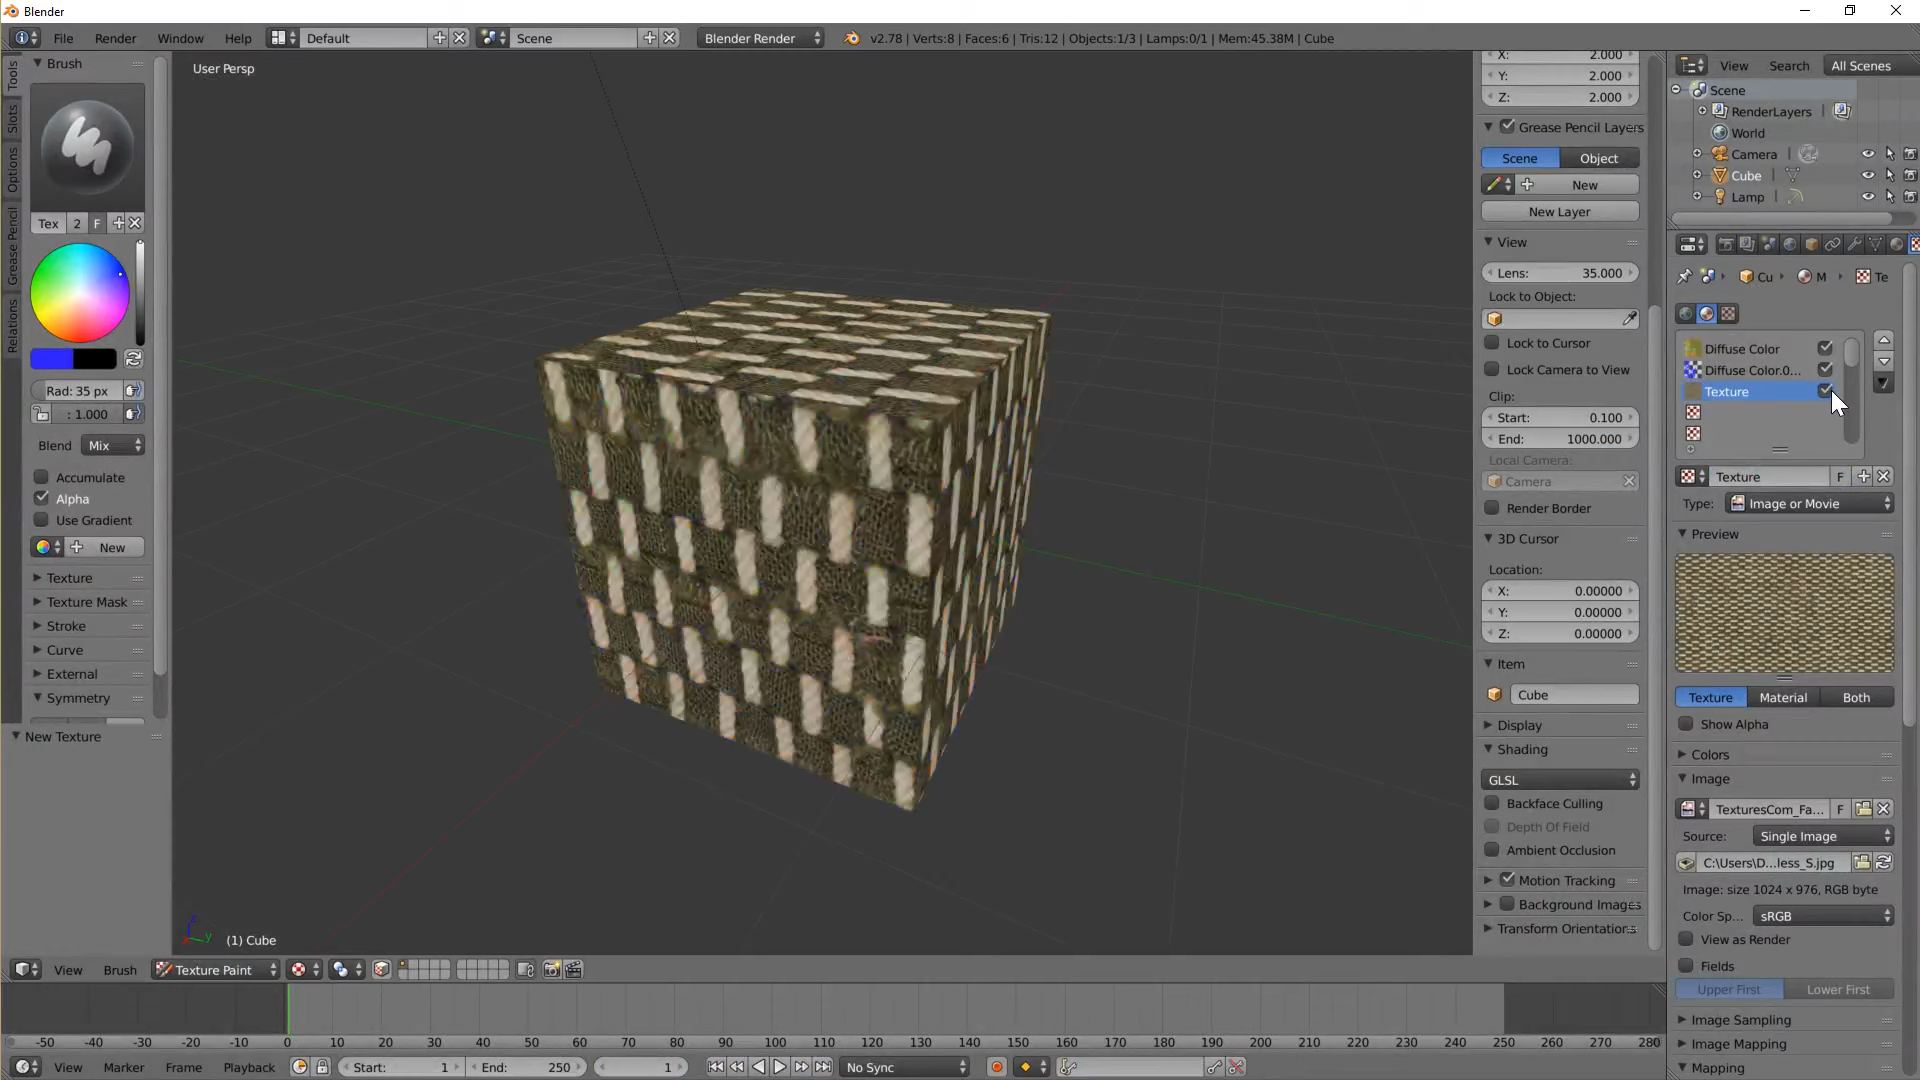 Blender
File Render Window Help Default Scene Blender Render v2.78 | Verts:8 | Faces:6 | Tris:12 | Objects:1/3 | Lamps:0/1 | Mem:45.38M | Cube
Tools
Slots
Options
Grease Pencil
Relations
Brush
Tex 2 F
Rad: 35 px
: 1.000
Blend Mix
Accumulate
Alpha
Use Gradient
New
Texture
Texture Mask
Stroke
Curve
External
Symmetry
New Texture
User Persp
(1) Cube
X: 2.000
Y: 2.000
Z: 2.000
Grease Pencil Layers
Scene Object
New
New Layer
View
Lens: 35.000
Lock to Object:
Lock to Cursor
Lock Camera to View
Clip:
Start: 0.100
End: 1000.000
Local Camera:
Camera
Render Border
3D Cursor
Location:
X: 0.00000
Y: 0.00000
Z: 0.00000
Item
Cube
Display
Shading
GLSL
Backface Culling
Depth Of Field
Ambient Occlusion
Motion Tracking
Background Images
Transform Orientations
View Search All Scenes
Scene
RenderLayers
World
Camera
Cube
Lamp
Cu M Te
Diffuse Color
Diffuse Color.0...
Texture
Texture F
Type: Image or Movie
Preview
Texture Material Both
Show Alpha
Colors
Image
TexturesCom_Fa... F
Source: Single Image
C:\Users\D...less_S.jpg
Image: size 1024 x 976, RGB byte
Color Sp... sRGB
View as Render
Fields
Upper First Lower First
Image Sampling
Image Mapping
Mapping
View Brush Texture Paint
-50 -40 -30 -20 -10 0 10 20 30 40 50 60 70 80 90 100 110 120 130 140 150 160 170 180 190 200 210 220 230 240 250 260 270 280
View Marker Frame Playback Start: 1 End: 250 1 No Sync